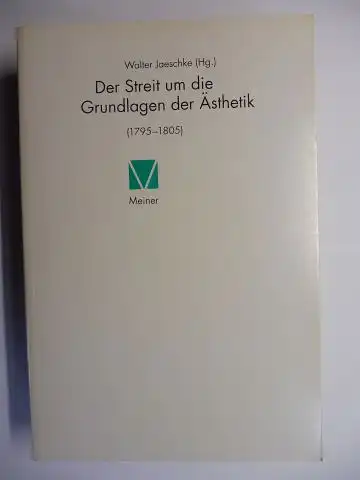 Walter Jaeschke (Hg.)
Der Streit um die
Grundlagen der Ästhetik
(1795–1805)
Meiner